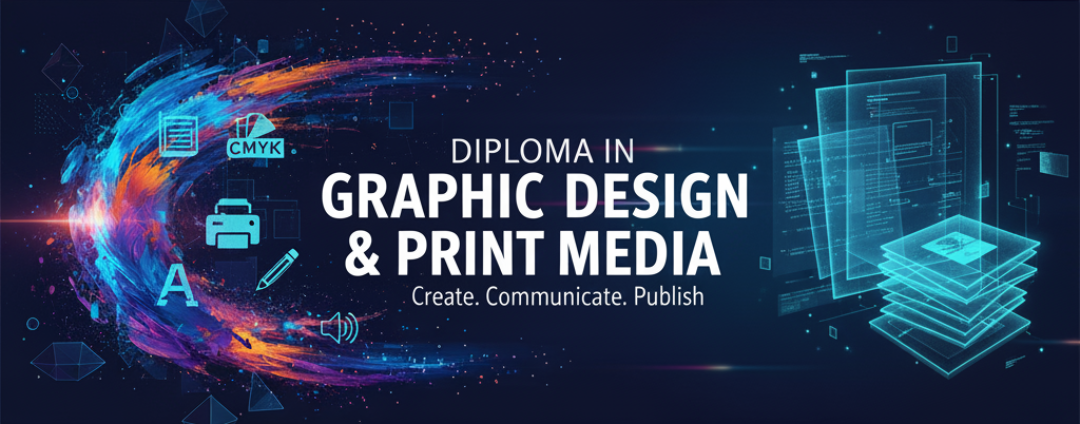 CMYK
A
DIPLOMA IN
GRAPHIC DESIGN
& PRINT MEDIA
Create. Communicate. Publish